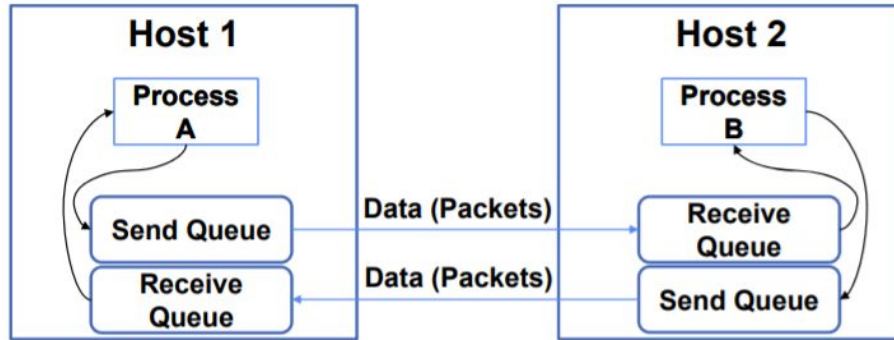 Host 1
Process
A
Send Queue
Receive
Queue
Data (Packets)
Data (Packets)
Host 2
Process
B
Receive
Queue
Send Queue